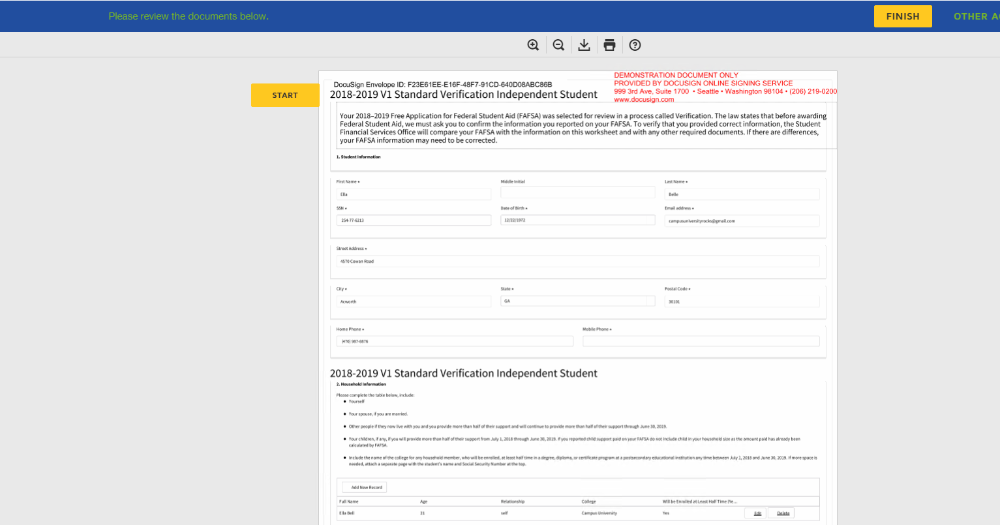 Please review the documents below.
FINISH
OTHER AC
START
DocuSign Envelope ID: F23E61EE-E16F-48F7-91CD-640D08ABC86B
DEMONSTRATION DOCUMENT ONLY
PROVIDED BY DOCUSIGN ONLINE SIGNING SERVICE
999 3rd Ave, Suite 1700 • Seattle • Washington 98104 • (206) 219-0200
www.docusign.com
2018-2019 V1 Standard Verification Independent Student
Your 2018–2019 Free Application for Federal Student Aid (FAFSA) was selected for review in a process called Verification. The law states that before awarding
Federal Student Aid, we must ask you to confirm the information you reported on your FAFSA. To verify that you provided correct information, the Student
Financial Services Office will compare your FAFSA with the information on this worksheet and with any other required documents. If there are differences,
your FAFSA information may need to be corrected.
1. Student Information
First Name * Middle Initial Last Name *
Ella Belle
SSN * Date of Birth * Email address *
254-77-6213 12/22/1972 campusuniversityrocks@gmail.com
Street Address *
4570 Cowan Road
City * State * Postal Code *
Acworth GA 30101
Home Phone * Mobile Phone *
(470) 987-8876
2018-2019 V1 Standard Verification Independent Student
2. Household Information
Please complete the table below, include:
• Yourself
• Your spouse, if you are married.
• Other people if they now live with you and you provide more than half of their support and will continue to provide more than half of their support through June 30, 2019.
• Your children, if any, if you will provide more than half of their support from July 1, 2018 through June 30, 2019. If you reported child support paid on your FAFSA do not include child in your household size as the amount paid has already been
calculated by FAFSA.
• Include the name of the college for any household member, who will be enrolled, at least half time in a degree, diploma, or certificate program at a postsecondary educational institution any time between July 1, 2018 and June 30, 2019. If more space is
needed, attach a separate page with the student's name and Social Security Number at the top.
Add New Record
Full Name Age Relationship College Will be Enrolled at Least Half Time (Ye...
Ella Bell 21 self Campus University Yes Edit Delete